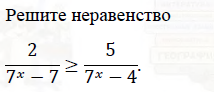 Решите неравенство
2/(7^x − 7) ≥ 5/(7^x − 4).